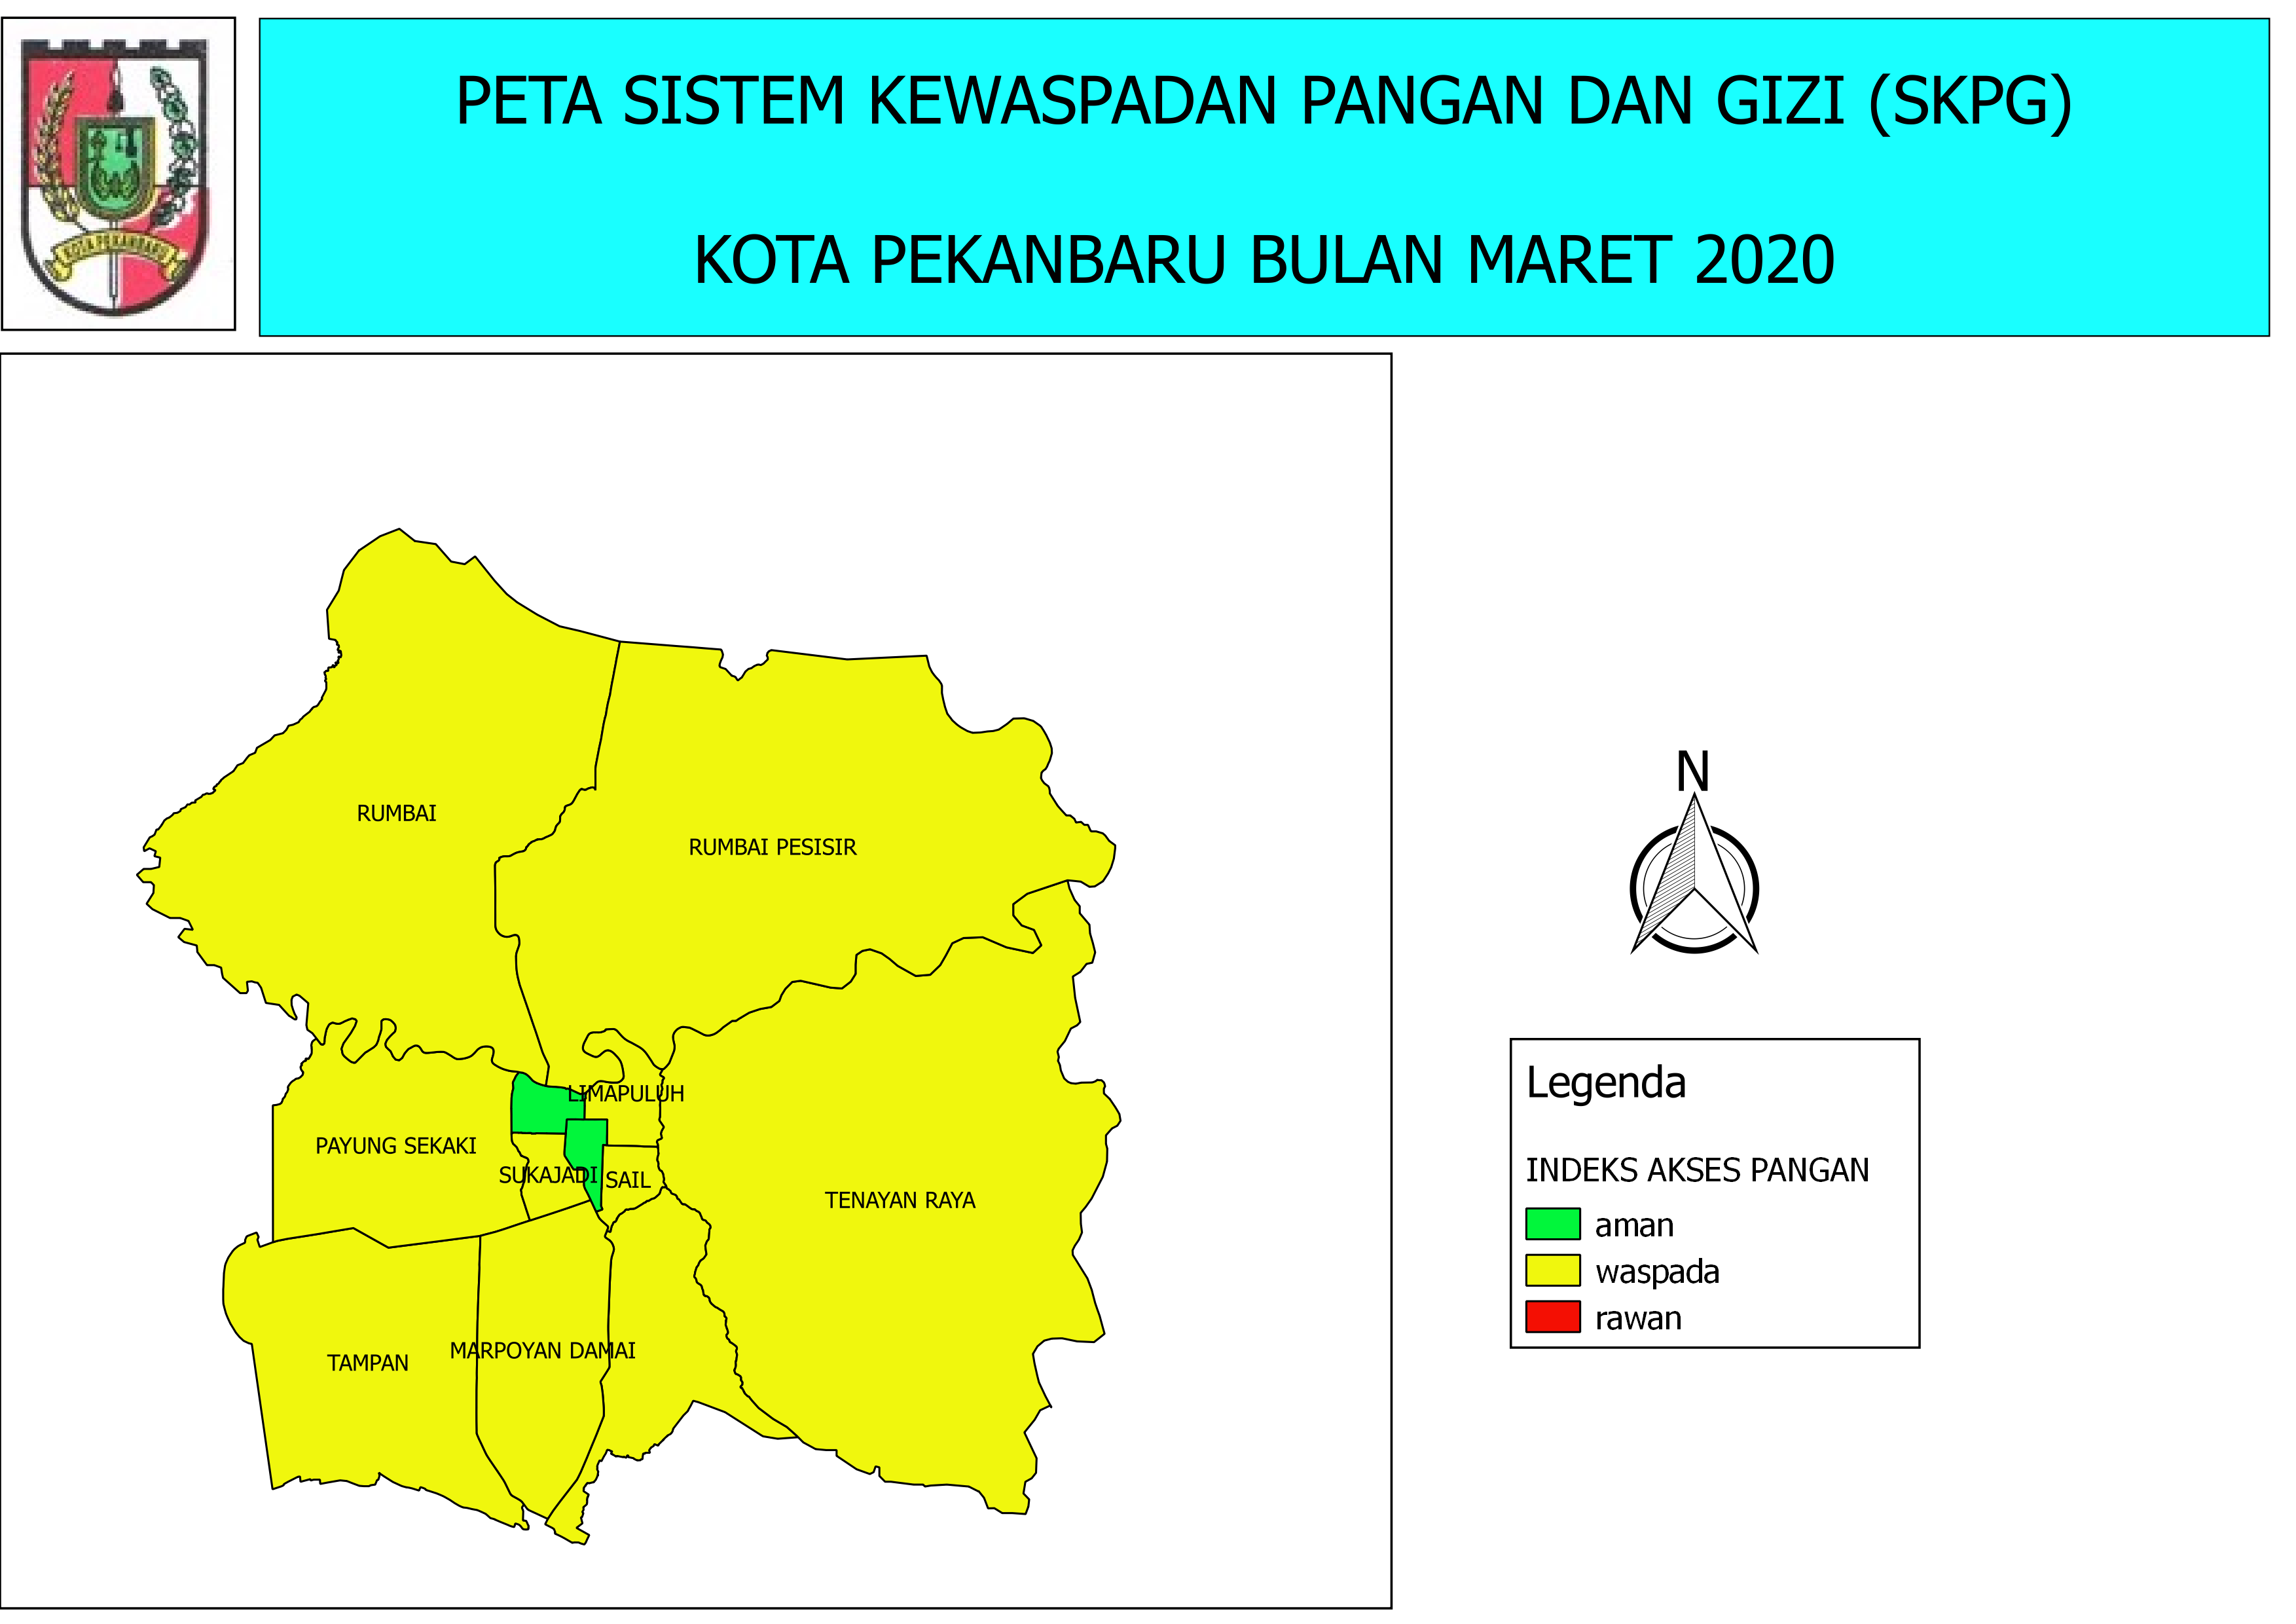 KOTA PEKANBARU
PETA SISTEM KEWASPADAN PANGAN DAN GIZI (SKPG)
KOTA PEKANBARU BULAN MARET 2020
RUMBAI
RUMBAI PESISIR
LIMAPULUH
PAYUNG SEKAKI
SUKAJADI
SAIL
TENAYAN RAYA
MARPOYAN DAMAI
TAMPAN
N
Legenda
INDEKS AKSES PANGAN
aman
waspada
rawan